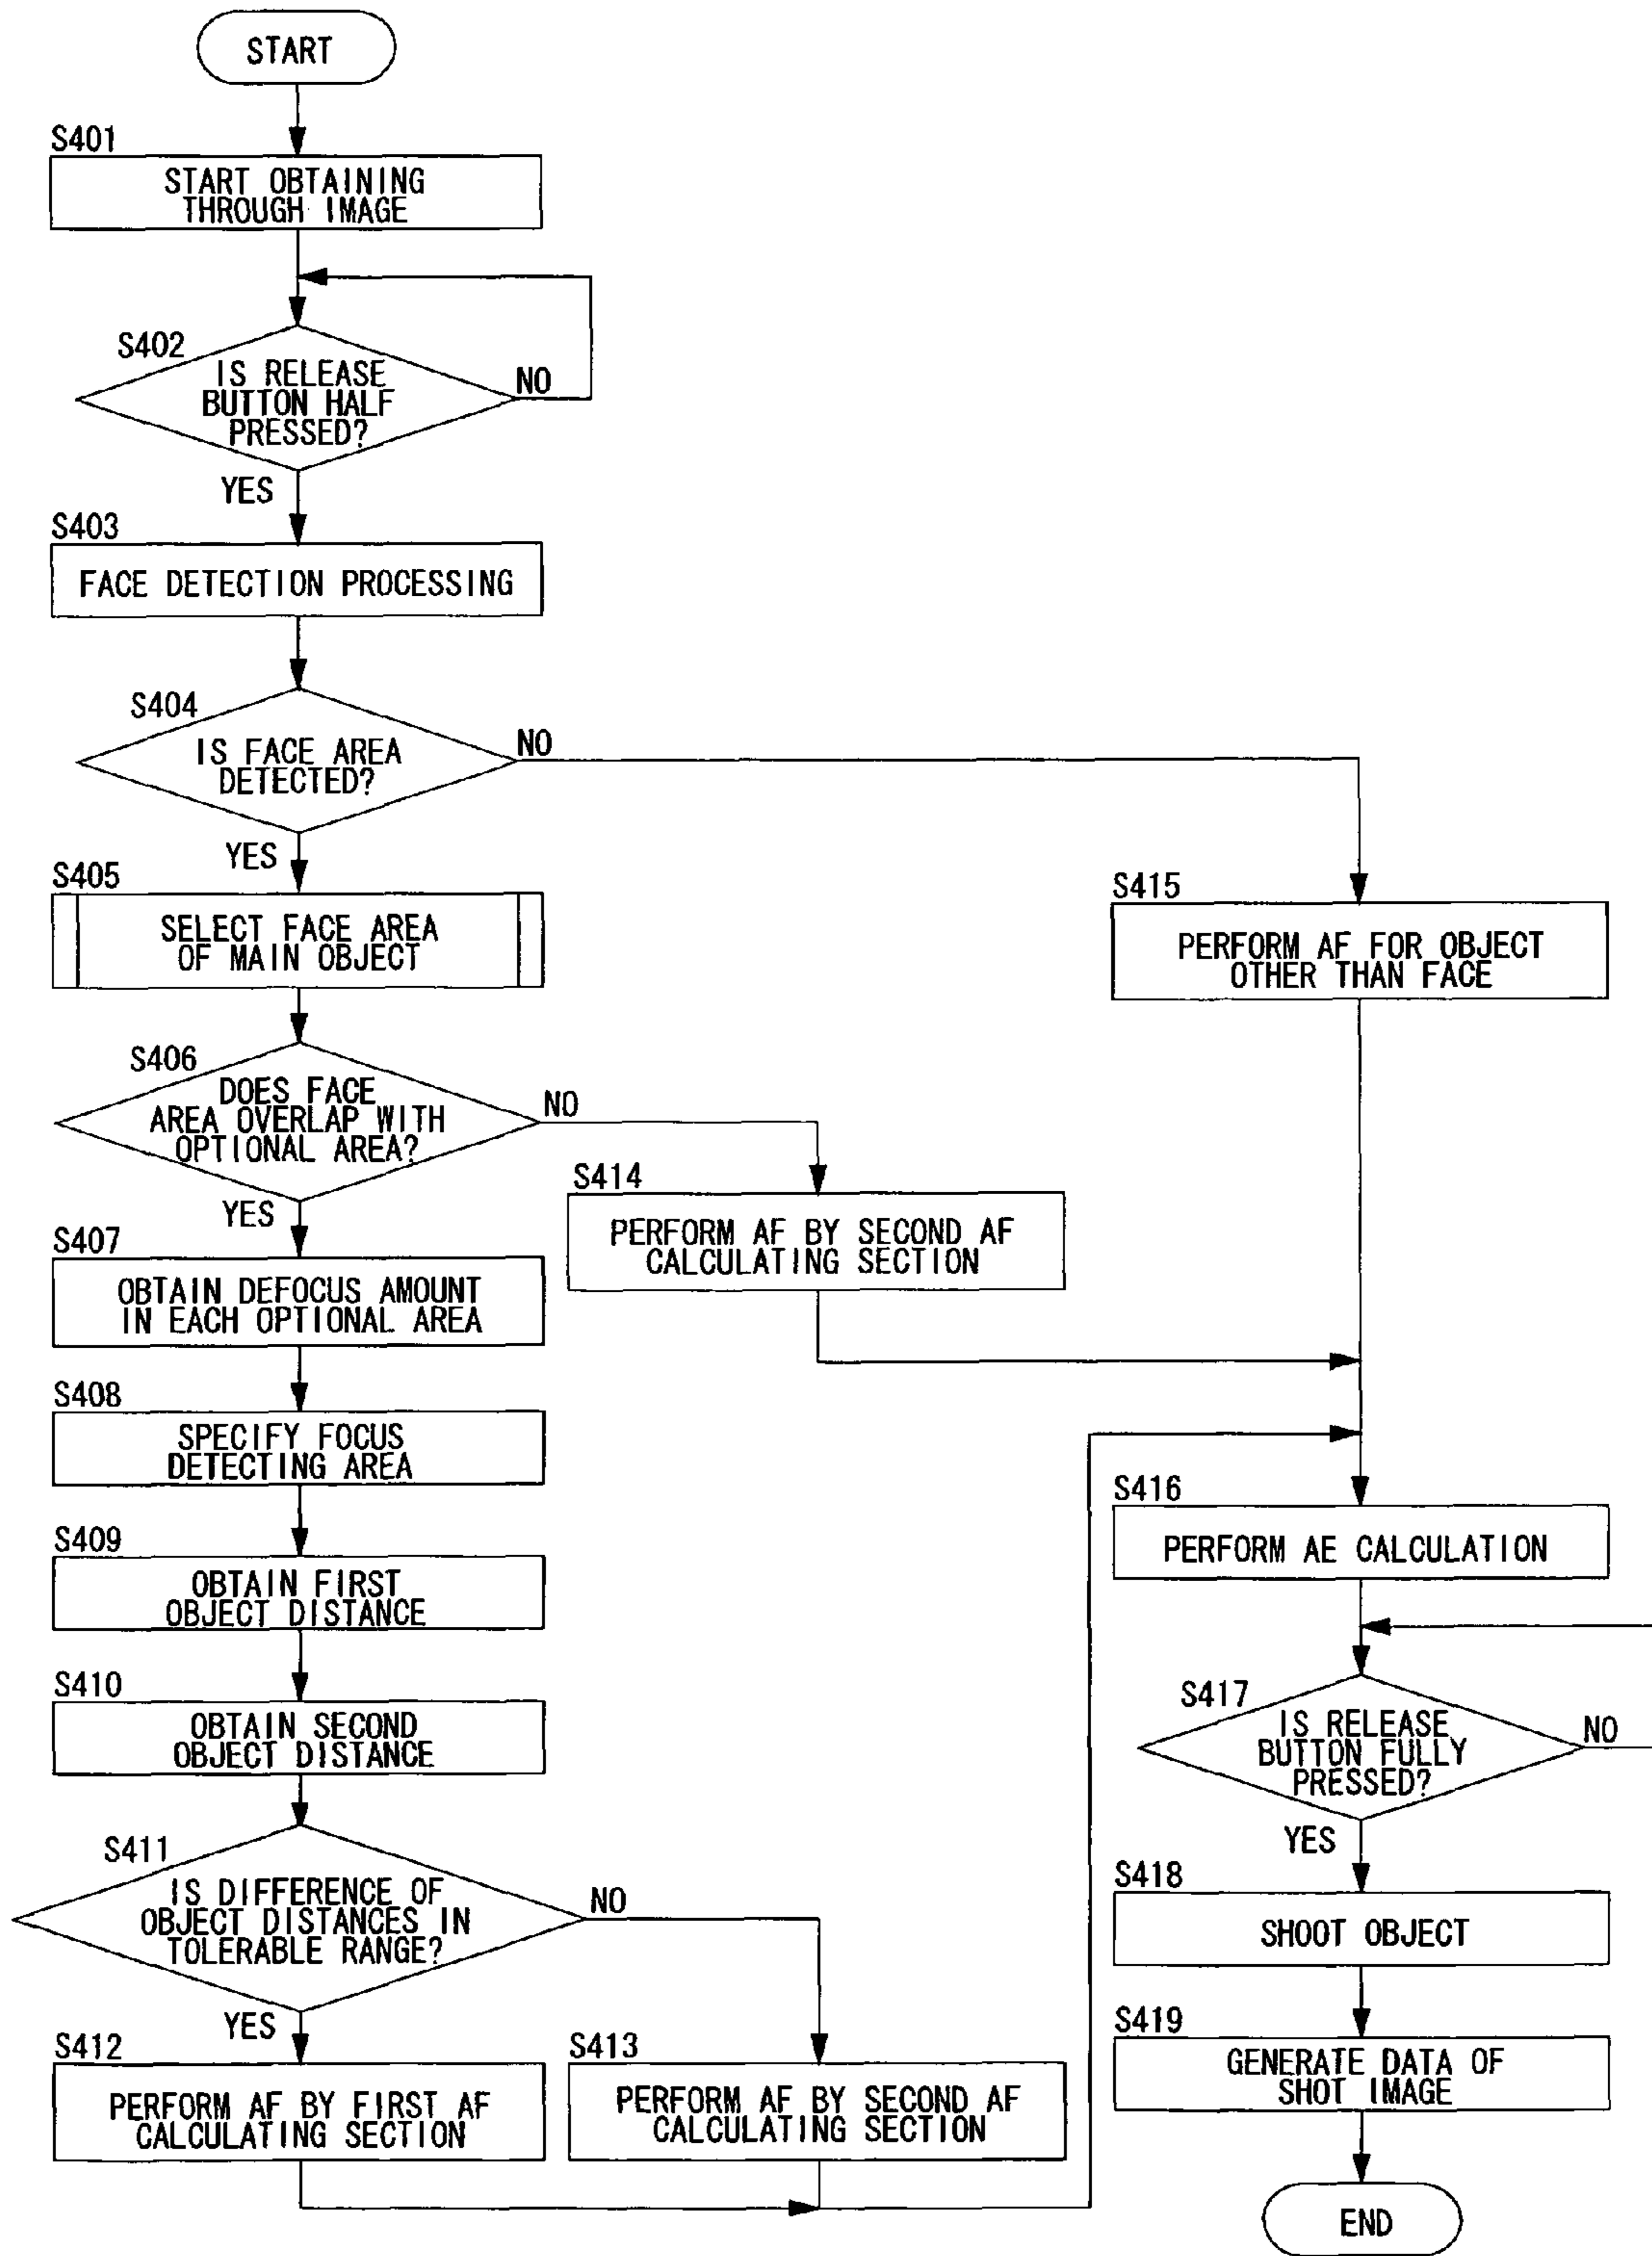 START
S401
START OBTAINING
THROUGH IMAGE
S402
IS RELEASE
BUTTON HALF
PRESSED?
NO
YES
S403
FACE DETECTION PROCESSING
S404
IS FACE AREA
DETECTED?
NO
YES
S405
SELECT FACE AREA
OF MAIN OBJECT
S406
DOES FACE
AREA OVERLAP WITH
OPTIONAL AREA?
NO
YES
S407
OBTAIN DEFOCUS AMOUNT
IN EACH OPTIONAL AREA
S408
SPECIFY FOCUS
DETECTING AREA
S409
OBTAIN FIRST
OBJECT DISTANCE
S410
OBTAIN SECOND
OBJECT DISTANCE
S411
IS DIFFERENCE OF
OBJECT DISTANCES IN
TOLERABLE RANGE?
NO
YES
S412
PERFORM AF BY FIRST AF
CALCULATING SECTION
S413
PERFORM AF BY SECOND AF
CALCULATING SECTION
S414
PERFORM AF BY SECOND AF
CALCULATING SECTION
S415
PERFORM AF FOR OBJECT
OTHER THAN FACE
S416
PERFORM AE CALCULATION
S417
IS RELEASE
BUTTON FULLY
PRESSED?
NO
YES
S418
SHOOT OBJECT
S419
GENERATE DATA OF
SHOT IMAGE
END